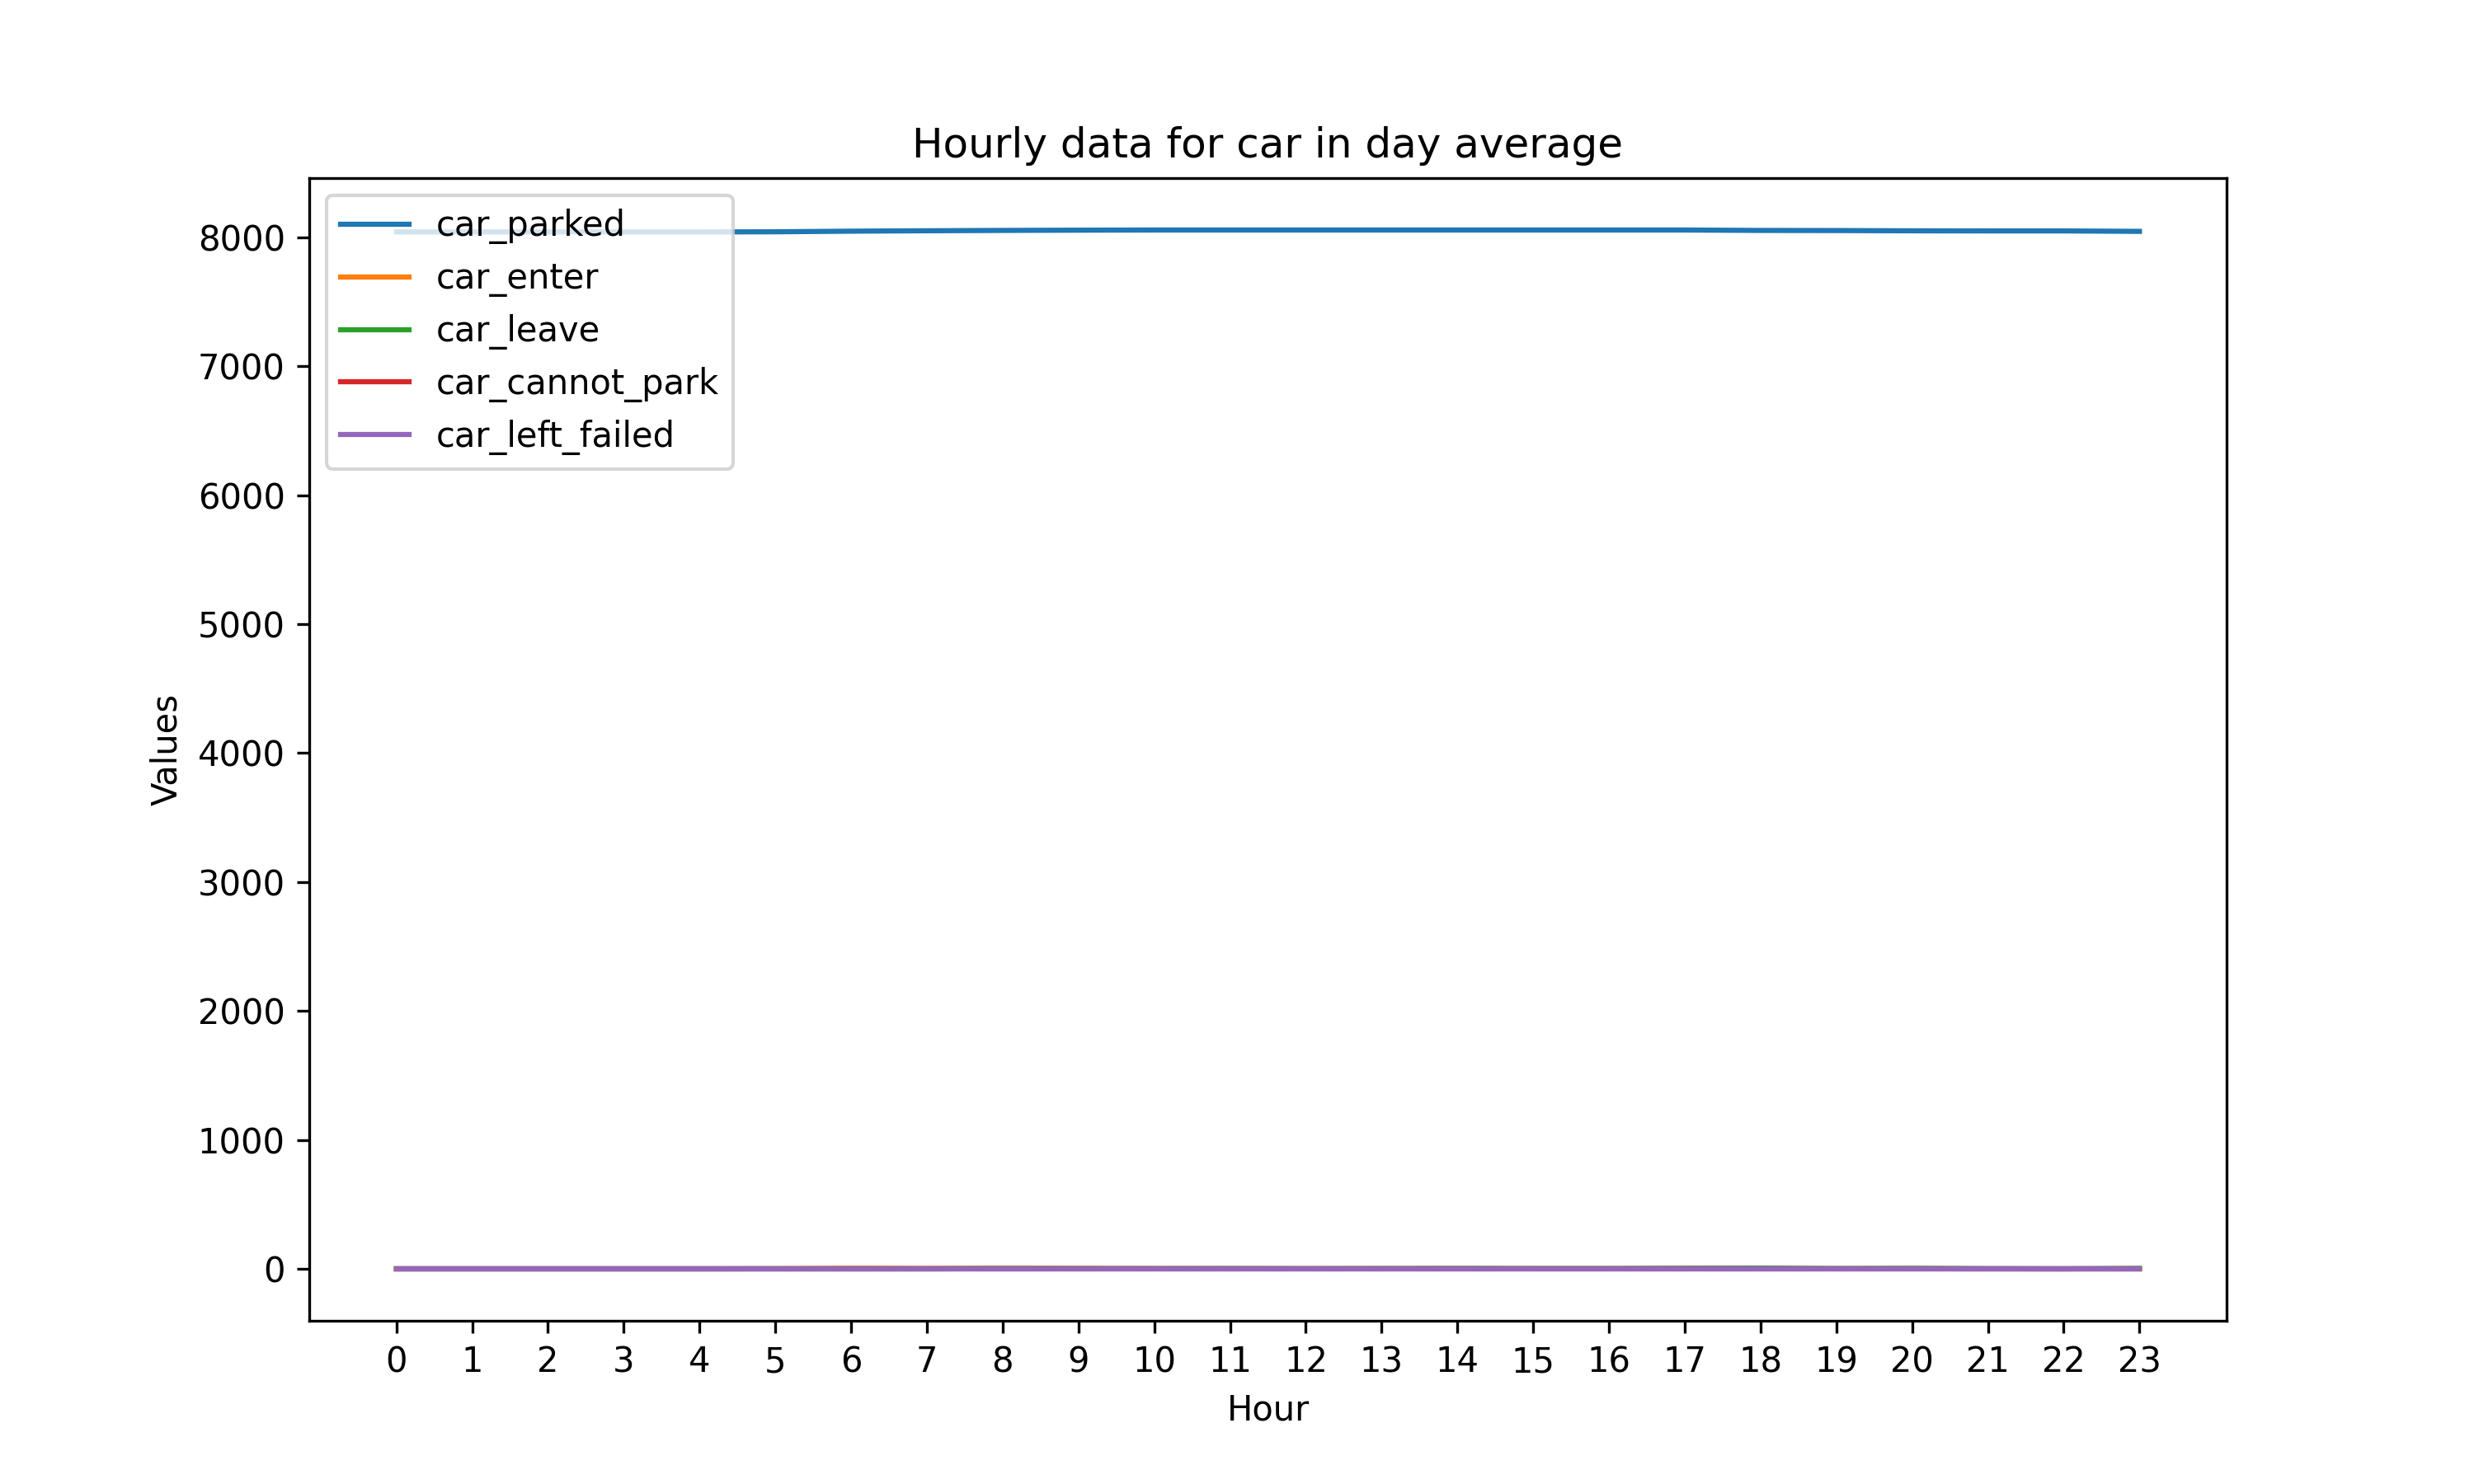 Hourly data for car in day average
car_parked
car_enter
car_leave
car_cannot_park
car_left_failed
8000
7000
6000
5000
4000
3000
2000
1000
0
Values
0 1 2 3 4 5 6 7 8 9 10 11 12 13 14 15 16 17 18 19 20 21 22 23
Hour